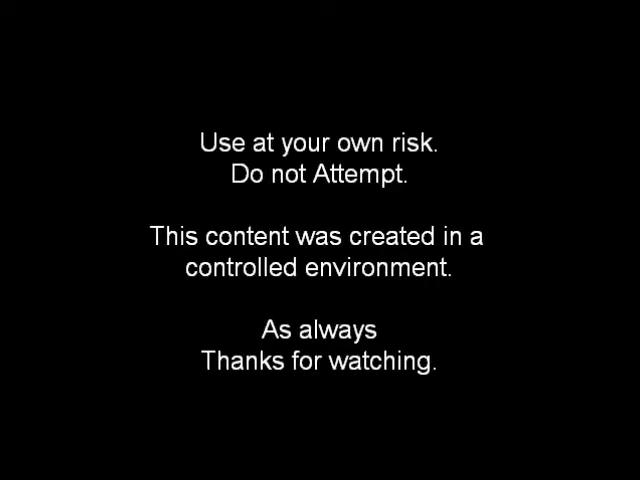 Use at your own risk.
Do not Attempt.
This content was created in a
controlled environment.
As always
Thanks for watching.